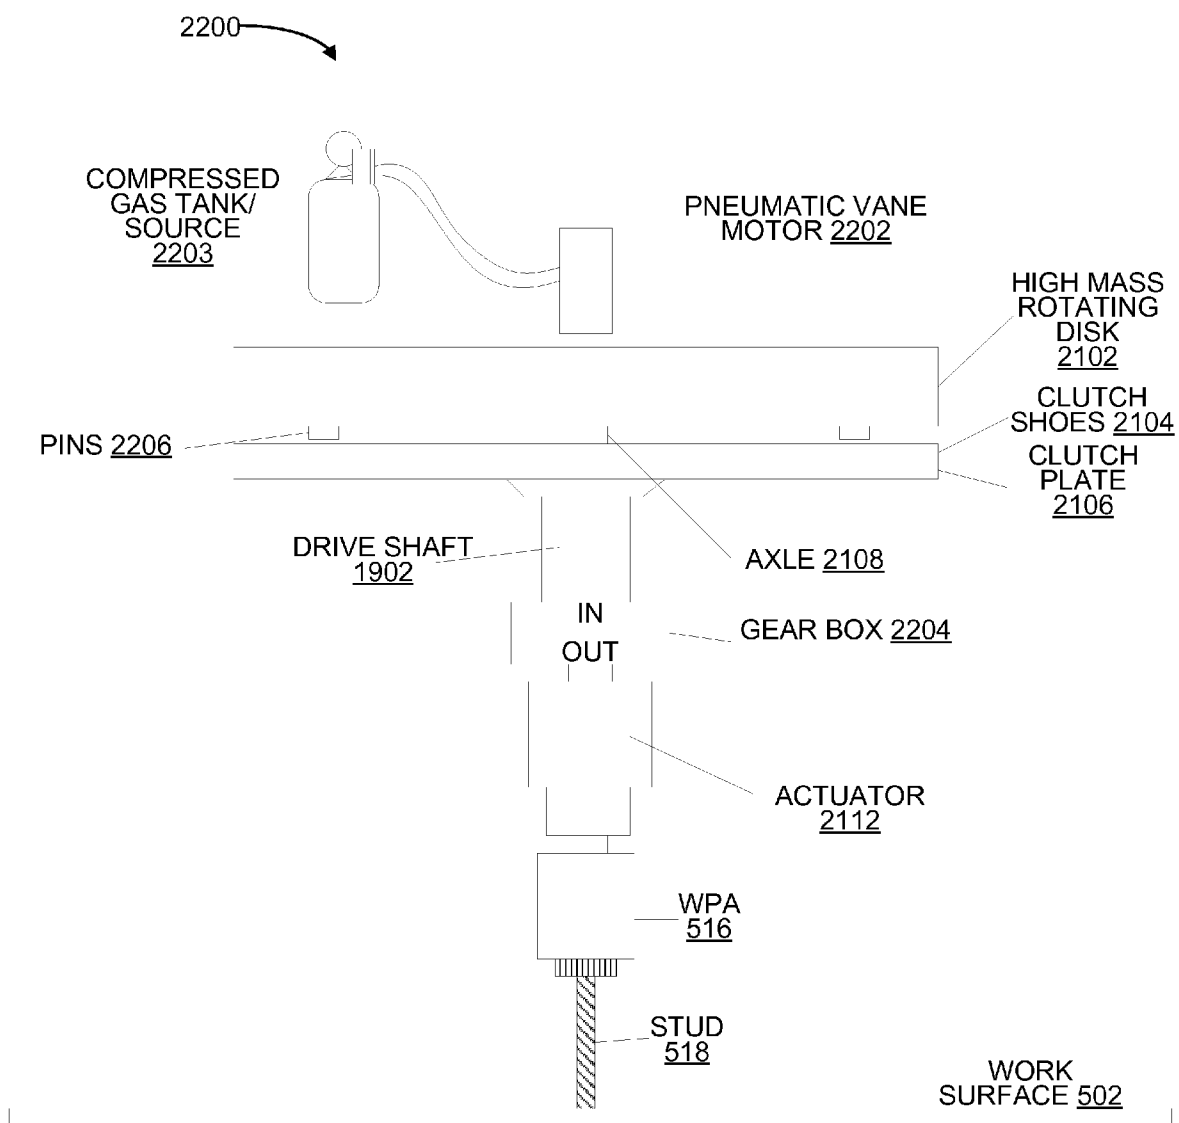 2200
COMPRESSED
GAS TANK/
SOURCE
2203
PNEUMATIC VANE
MOTOR 2202
HIGH MASS
ROTATING
DISK
2102
CLUTCH
SHOES 2104
PINS 2206
CLUTCH
PLATE
2106
DRIVE SHAFT
1902
AXLE 2108
IN
OUT
GEAR BOX 2204
ACTUATOR
2112
WPA
516
STUD
518
WORK
SURFACE 502